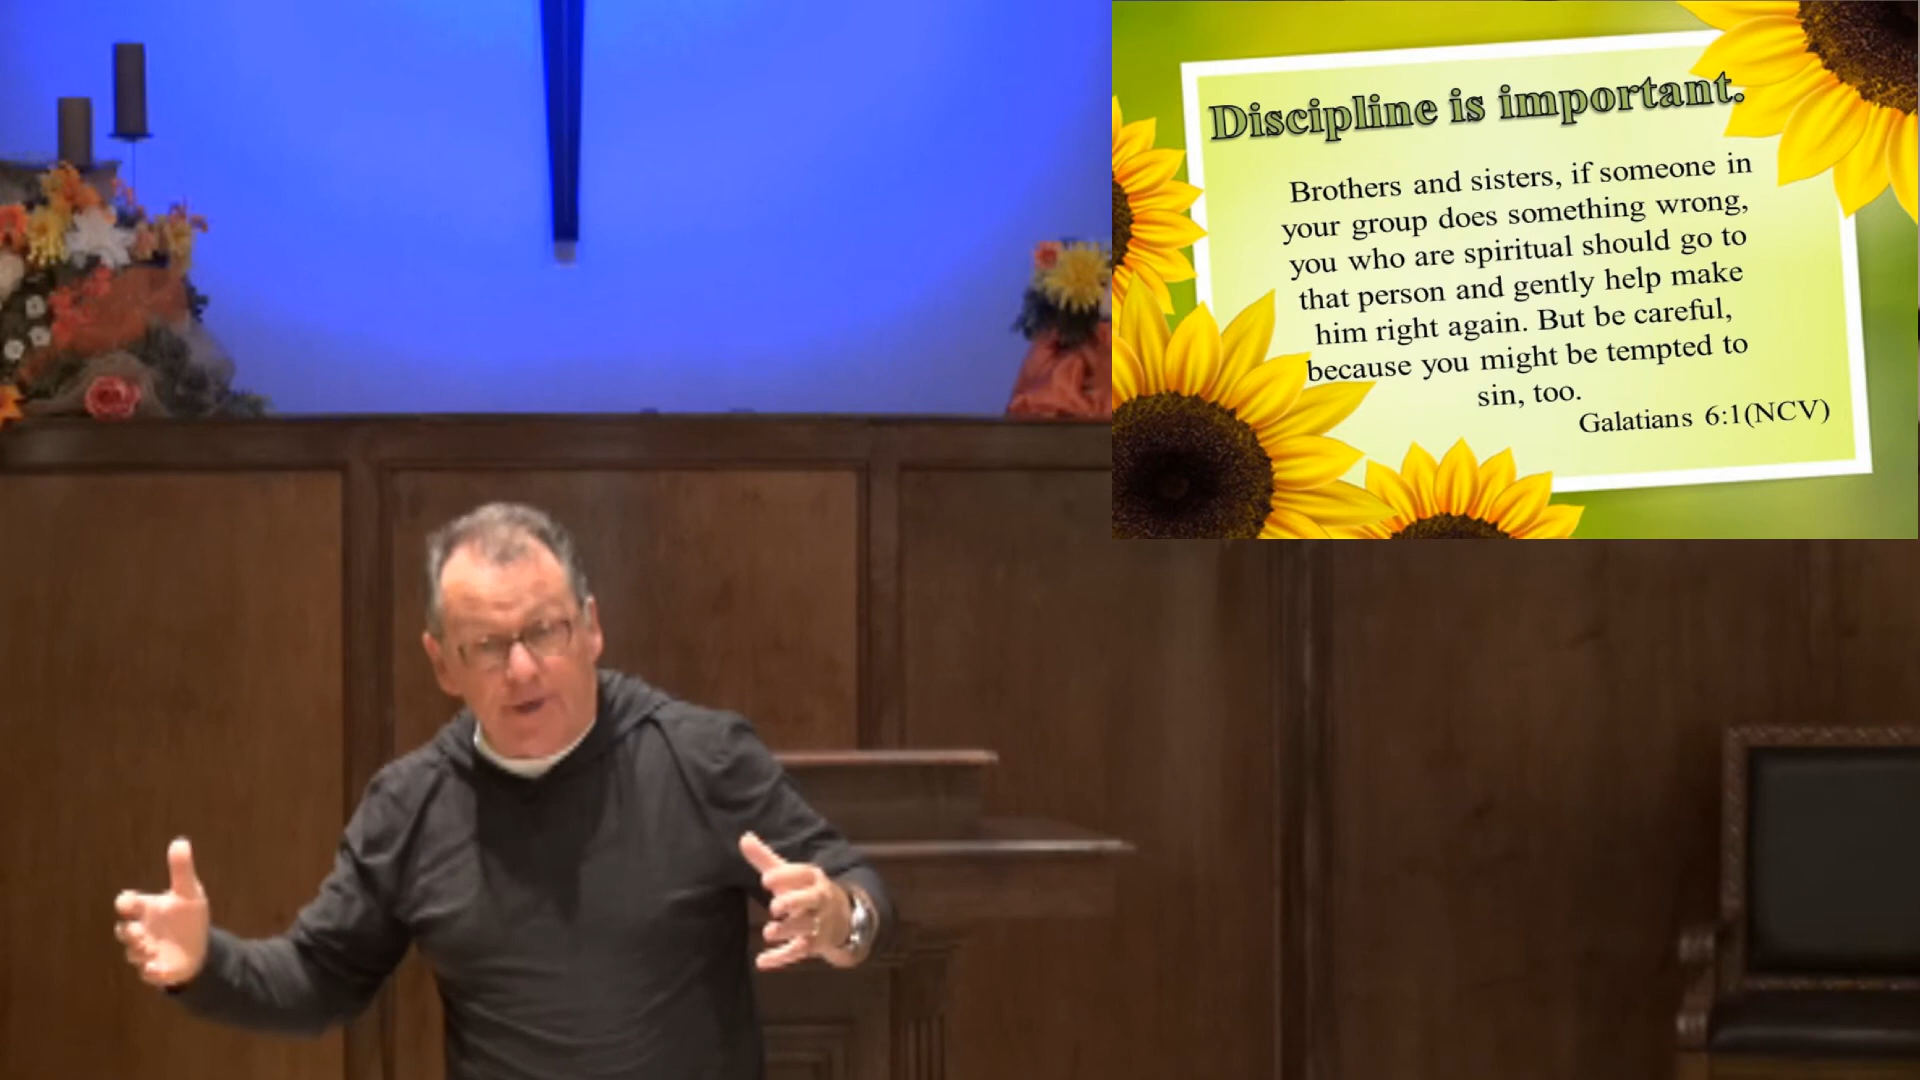 Discipline is important.
Brothers and sisters, if someone in
your group does something wrong,
you who are spiritual should go to
that person and gently help make
him right again. But be careful,
because you might be tempted to
sin, too.
Galatians 6:1(NCV)